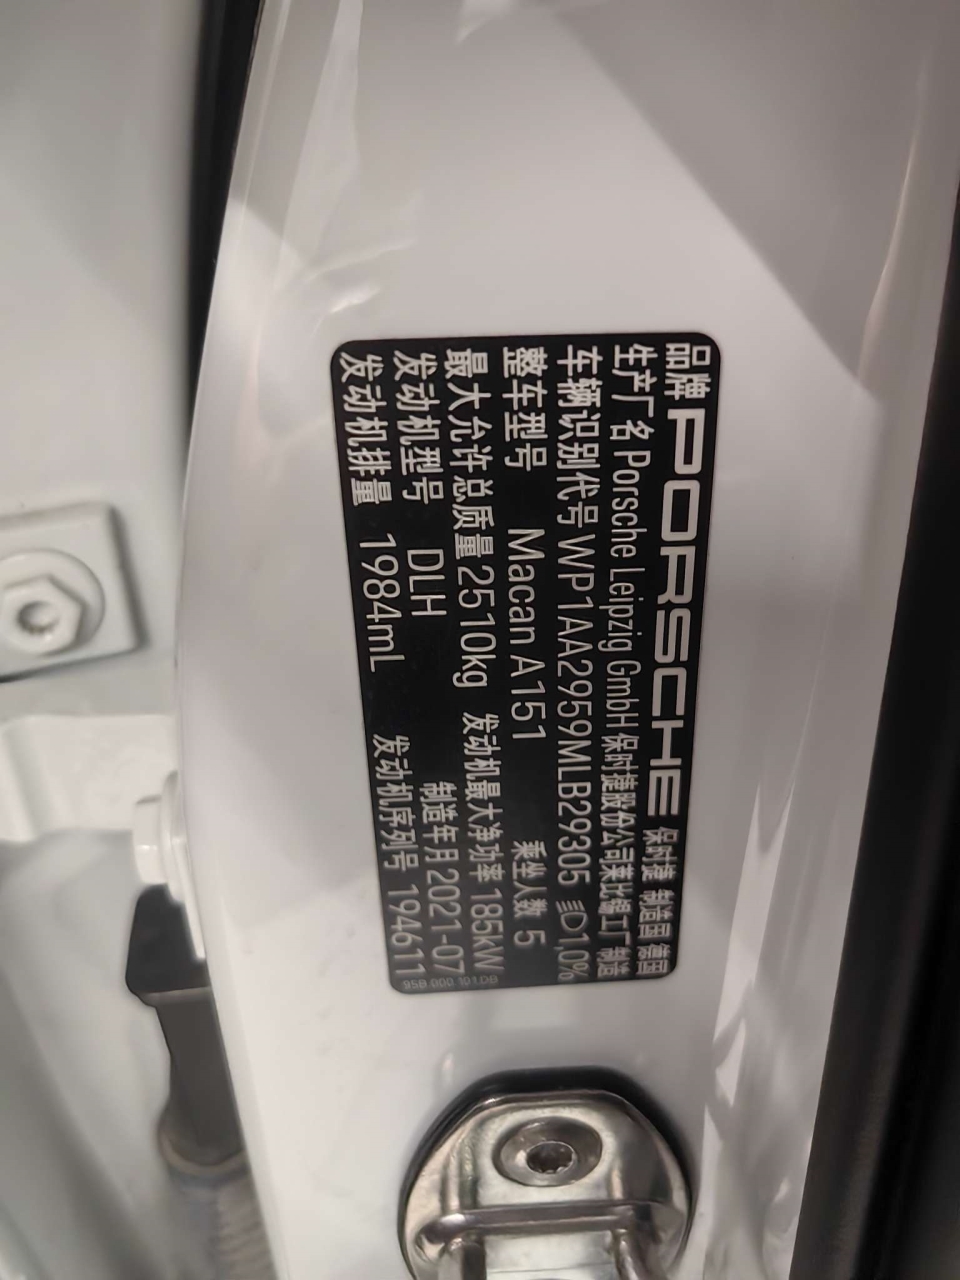 品牌 PORSCHE 保时捷 制造国 德国
生产厂名 Porsche Leipzig GmbH 保时捷股份公司莱比锡工厂 制造
车辆识别代号 WP1AA2959MLB29305 1,0%
整车型号 Macan A151 乘坐人数 5
最大允许总质量 2510kg 发动机最大净功率 185kW
发动机型号 DLH 制造年月 2021-07
发动机排量 1984mL 发动机序列号 194611
95B.000.101.DB